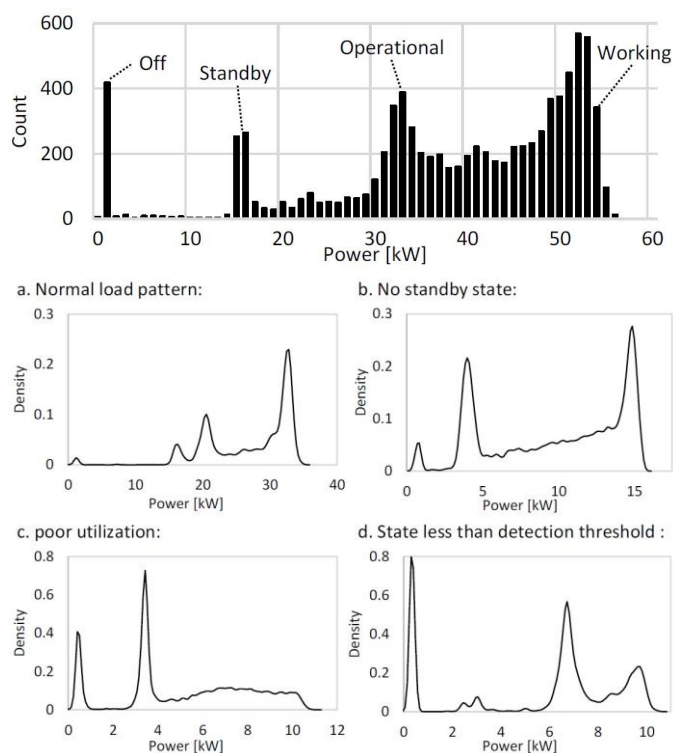 600
400
200
0
Count
Off
Standby
Operational
Working
0 10 20 30 40 50 60
Power [kW]
a. Normal load pattern:
0.3
0.2
0.1
0
Density
0 10 20 30 40
Power [kW]
b. No standby state:
0.3
0.2
0.1
0
Density
0 5 10 15
Power [kW]
c. poor utilization:
0.8
0.6
0.4
0.2
0
Density
0 2 4 6 8 10 12
Power [kW]
d. State less than detection threshold :
0.8
0.6
0.4
0.2
0
Density
0 2 4 6 8 10
Power [kW]